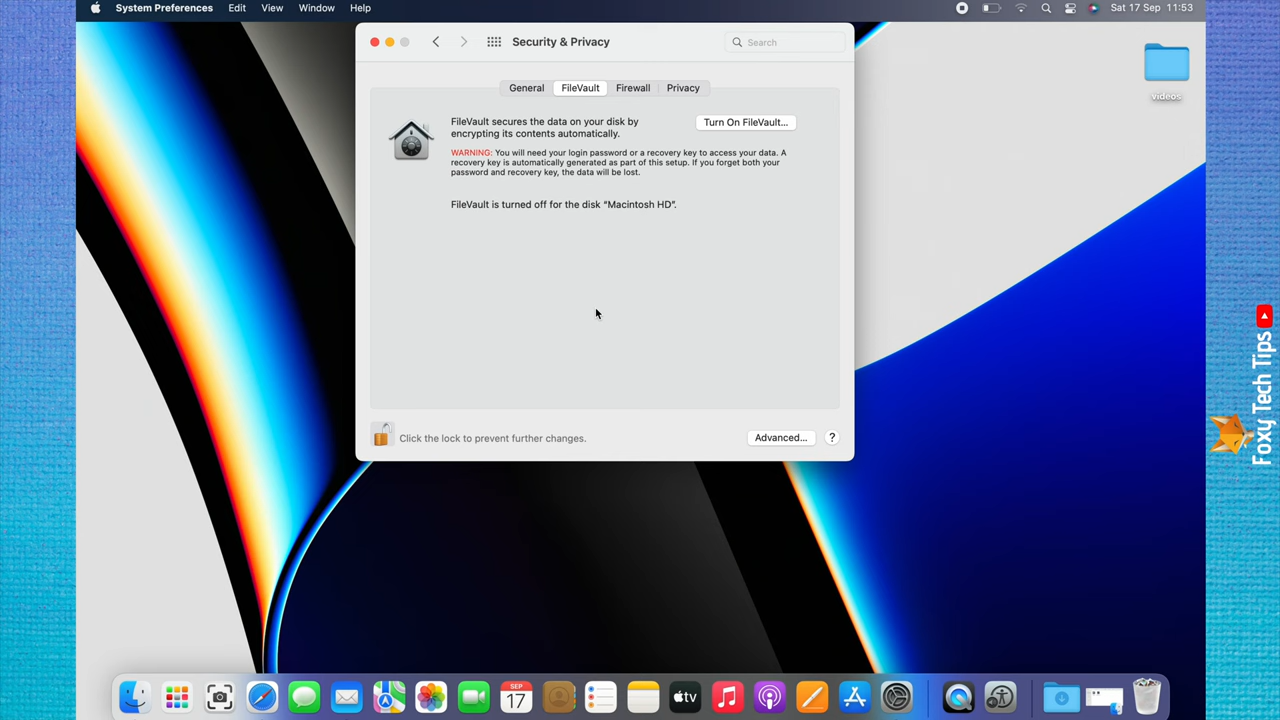 System Preferences Edit View Window Help Sat 17 Sep 11:53
Security & Privacy Search
videos
General FileVault Firewall Privacy
FileVault secures the data on your disk by
encrypting its contents automatically.
Turn On FileVault...
WARNING: You will need your login password or a recovery key to access your data. A
recovery key is automatically generated as part of this setup. If you forget both your
password and recovery key, the data will be lost.
FileVault is turned off for the disk “Macintosh HD”.
Click the lock to prevent further changes.
Advanced... ?
Foxy Tech Tips
SEP
17
tv